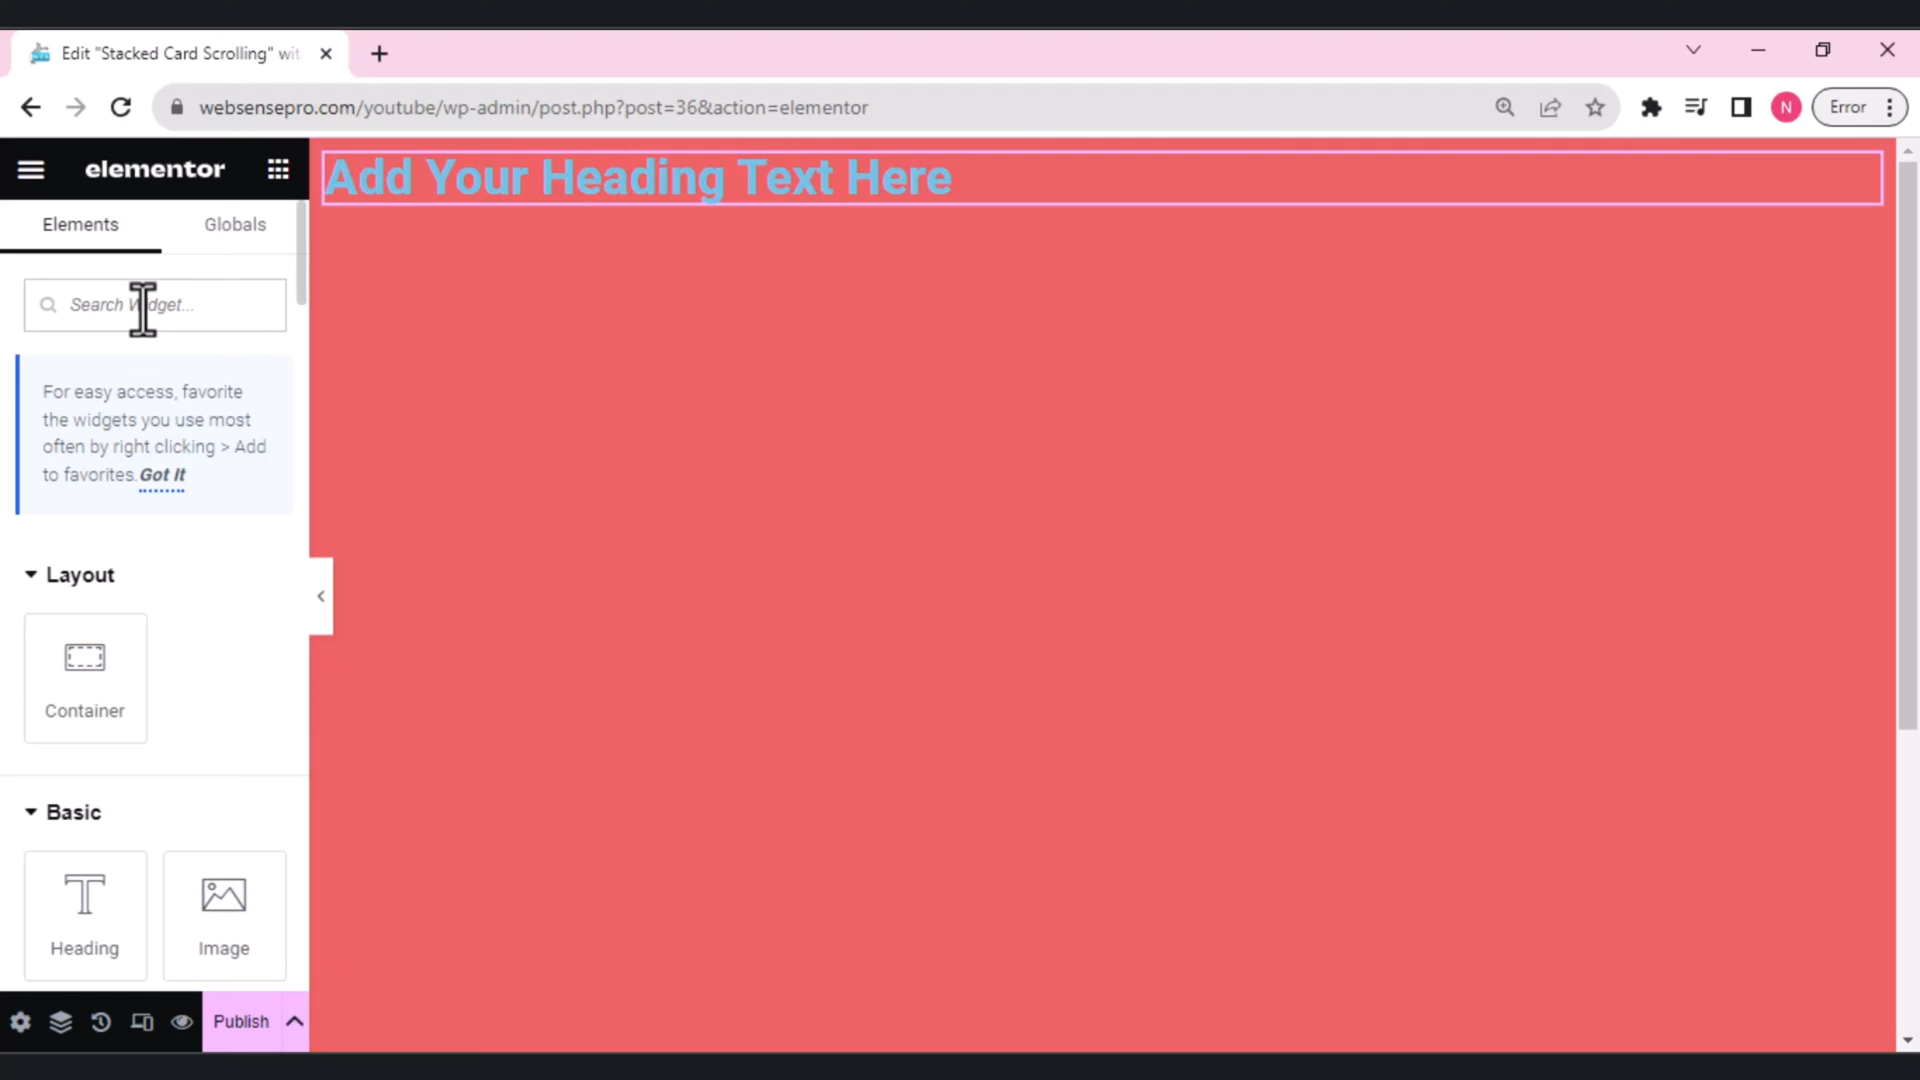 Edit "Stacked Card Scrolling" wit
websensepro.com/youtube/wp-admin/post.php?post=36&action=elementor
N
Error
elementor
Elements
Globals
Search Widget...
For easy access, favorite
the widgets you use most
often by right clicking > Add
to favorites. Got It
Layout
Container
Basic
Heading
Image
Publish
Add Your Heading Text Here